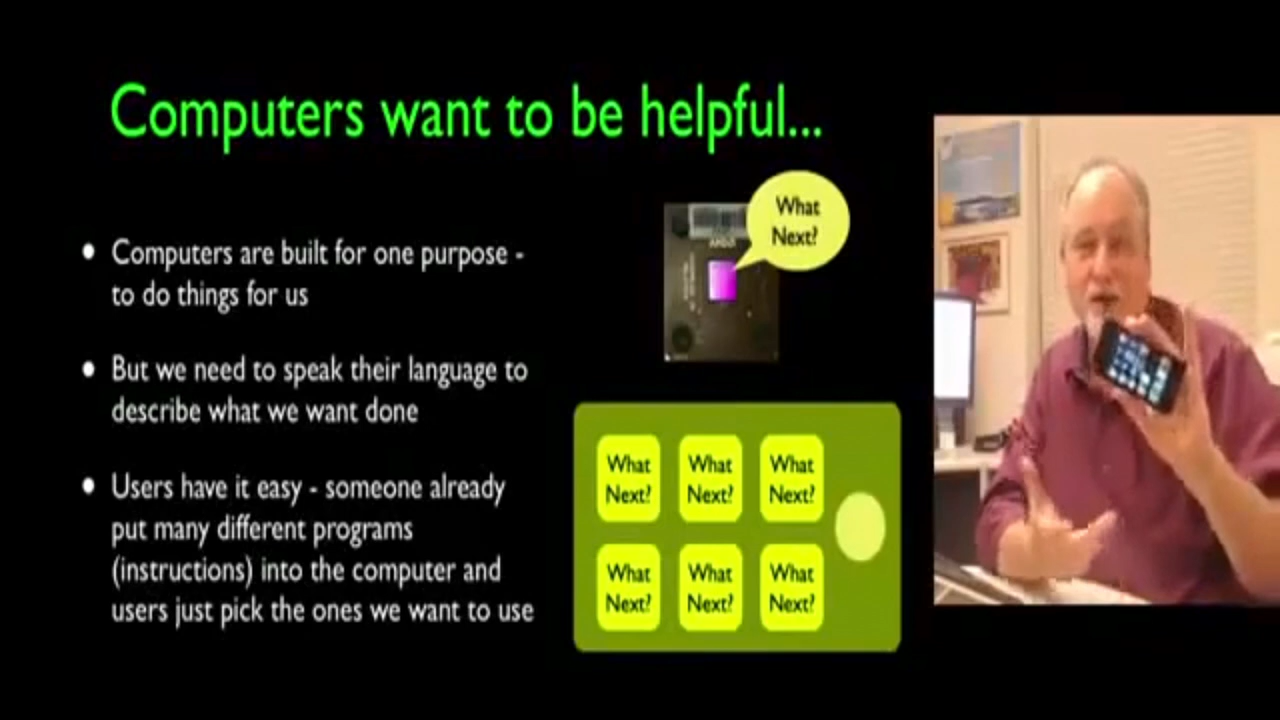 Computers want to be helpful...
• Computers are built for one purpose -
to do things for us
• But we need to speak their language to
describe what we want done
• Users have it easy - someone already
put many different programs
(instructions) into the computer and
users just pick the ones we want to use
What
Next?
What
Next?
What
Next?
What
Next?
What
Next?
What
Next?
What
Next?